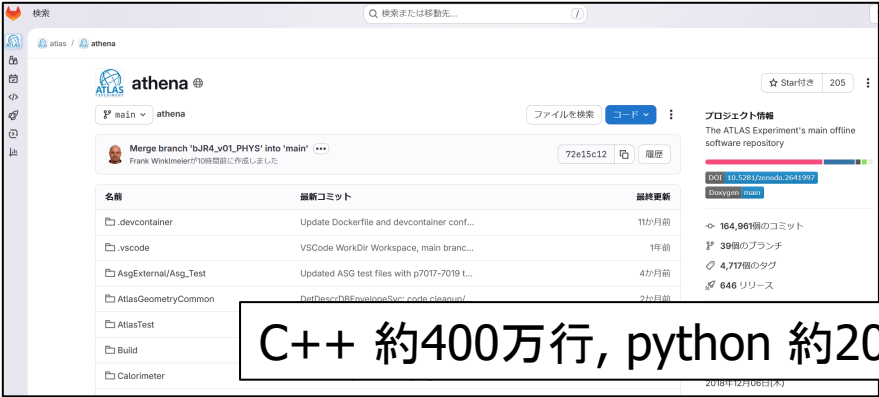 検索
検索または移動先...
/
ATLAS
atlas / athena
ATLAS
EXPERIMENT
athena
Star付き 205
main
athena
ファイルを検索
コード
プロジェクト情報
The ATLAS Experiment's main offline
software repository
Merge branch 'bJR4_v01_PHYS' into 'main'
Frank Winklmeierが10時間前に作成しました
72e15c12
履歴
DOI 10.5281/zenodo.2641997
Doxygen main
名前 最新コミット 最終更新
.devcontainer Update Dockerfile and devcontainer conf... 11か月前
.vscode VSCode WorkDir Workspace, main branc... 1年前
AsgExternal/Asg_Test Updated ASG test files with p7017-7019 t... 4か月前
AtlasGeometryCommon DetDescrDBEnvelopeSvc: code cleanup/ 2か月前
AtlasTest
Build
Calorimeter
164,961個のコミット
39個のブランチ
4,717個のタグ
646 リリース
C++ 約400万行, python 約20
2018年12月06日(木)